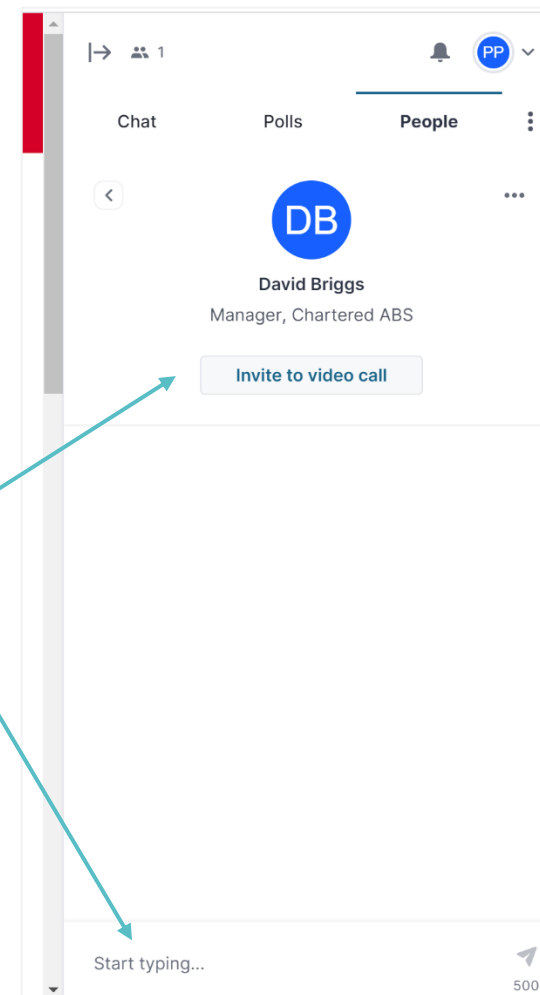 1
PP
Chat Polls People
DB
David Briggs
Manager, Chartered ABS
Invite to video call
Start typing...
500